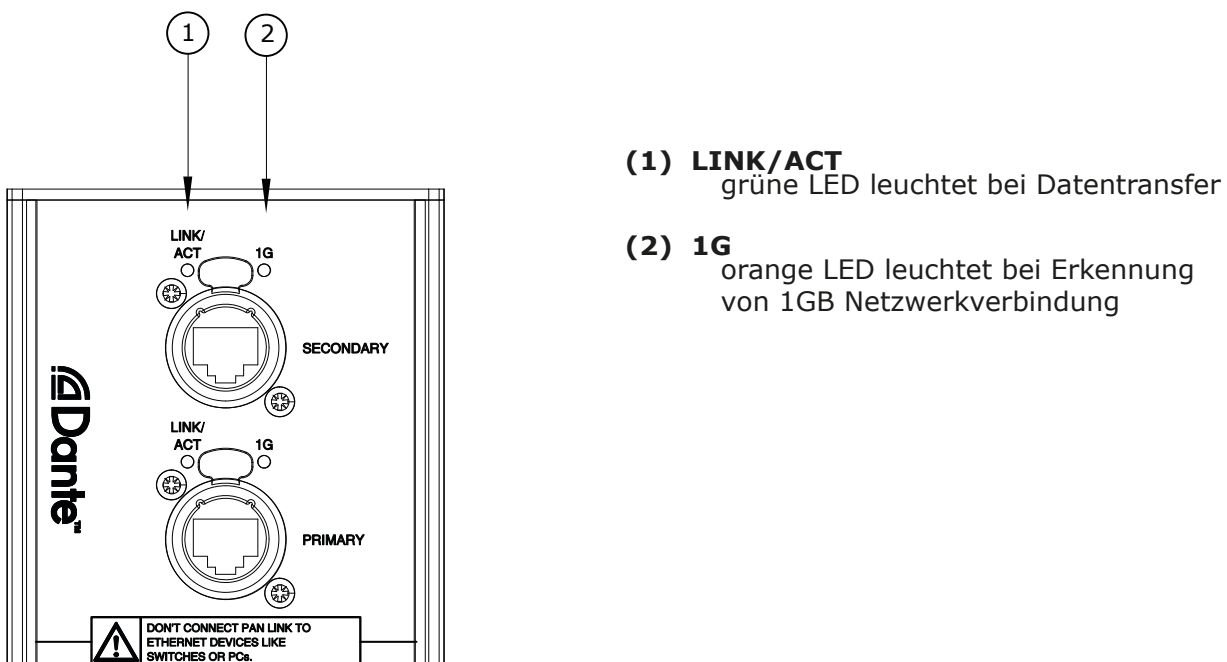 1 2
(1) LINK/ACT
grüne LED leuchtet bei Datentransfer
(2) 1G
orange LED leuchtet bei Erkennung
von 1GB Netzwerkverbindung
LINK/
ACT 1G
SECONDARY
LINK/
ACT 1G
PRIMARY
Dante™
DON'T CONNECT PAN LINK TO
ETHERNET DEVICES LIKE
SWITCHES OR PCs.